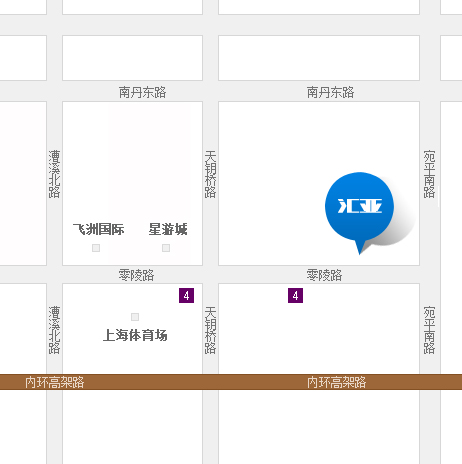 南丹东路
南丹东路
漕溪北路
天钥桥路
宛平南路
汇亚
飞洲国际
星游城
零陵路
零陵路
4
4
漕溪北路
天钥桥路
宛平南路
上海体育场
内环高架路
内环高架路